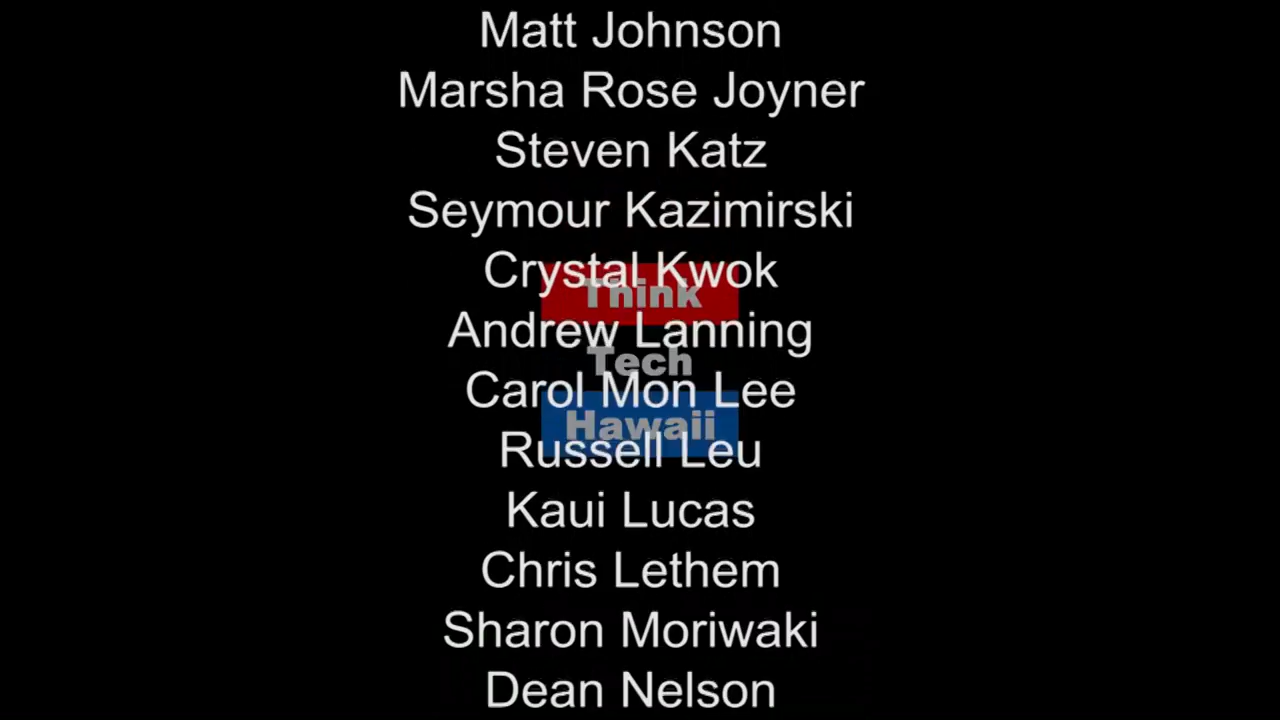 Matt Johnson
Marsha Rose Joyner
Steven Katz
Seymour Kazimirski
Crystal Kwok
Think
Andrew Lanning
Tech
Carol Mon Lee
Hawaii
Russell Leu
Kaui Lucas
Chris Lethem
Sharon Moriwaki
Dean Nelson